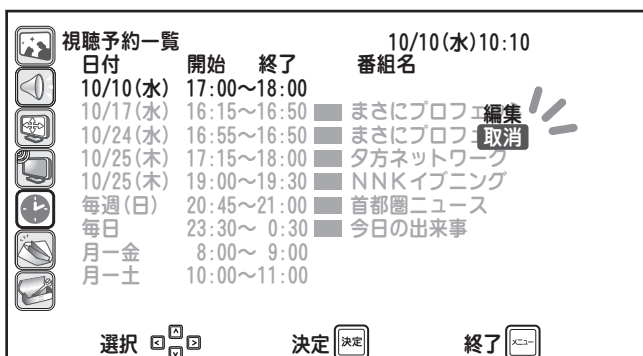 視聴予約一覧 10/10(水)10:10
日付 開始 終了 番組名
10/10(水) 17:00～18:00
10/17(水) 16:15～16:50 まさにプロフェ
編集
10/24(水) 16:55～16:50 まさにプロフ
取消
10/25(木) 17:15～18:00 夕方ネットワーク
10/25(木) 19:00～19:30 NNKイブニング
毎週(日) 20:45～21:00 首都圏ニュース
毎日 23:30～ 0:30 今日の出来事
月ー金 8:00～ 9:00
月ー土 10:00～11:00
選択 決定 決定 終了 メニュー